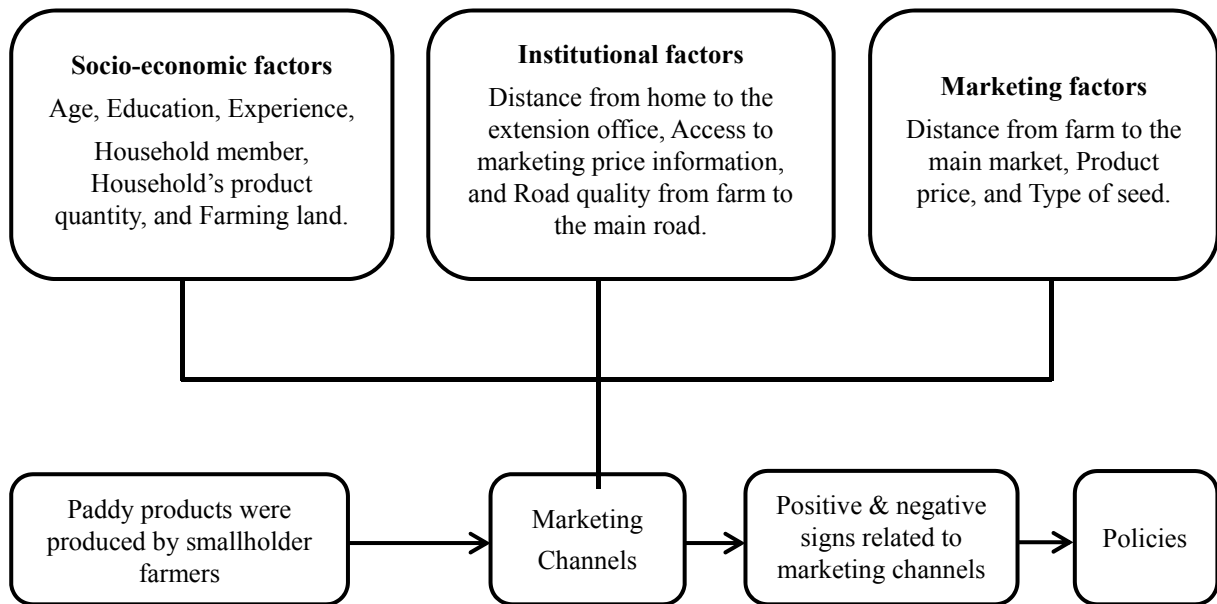 Socio-economic factors
Age, Education, Experience,
Household member,
Household’s product
quantity, and Farming land.
Institutional factors
Distance from home to the
extension office, Access to
marketing price information,
and Road quality from farm to
the main road.
Marketing factors
Distance from farm to the
main market, Product
price, and Type of seed.
Paddy products were
produced by smallholder
farmers
Marketing
Channels
Positive & negative
signs related to
marketing channels
Policies